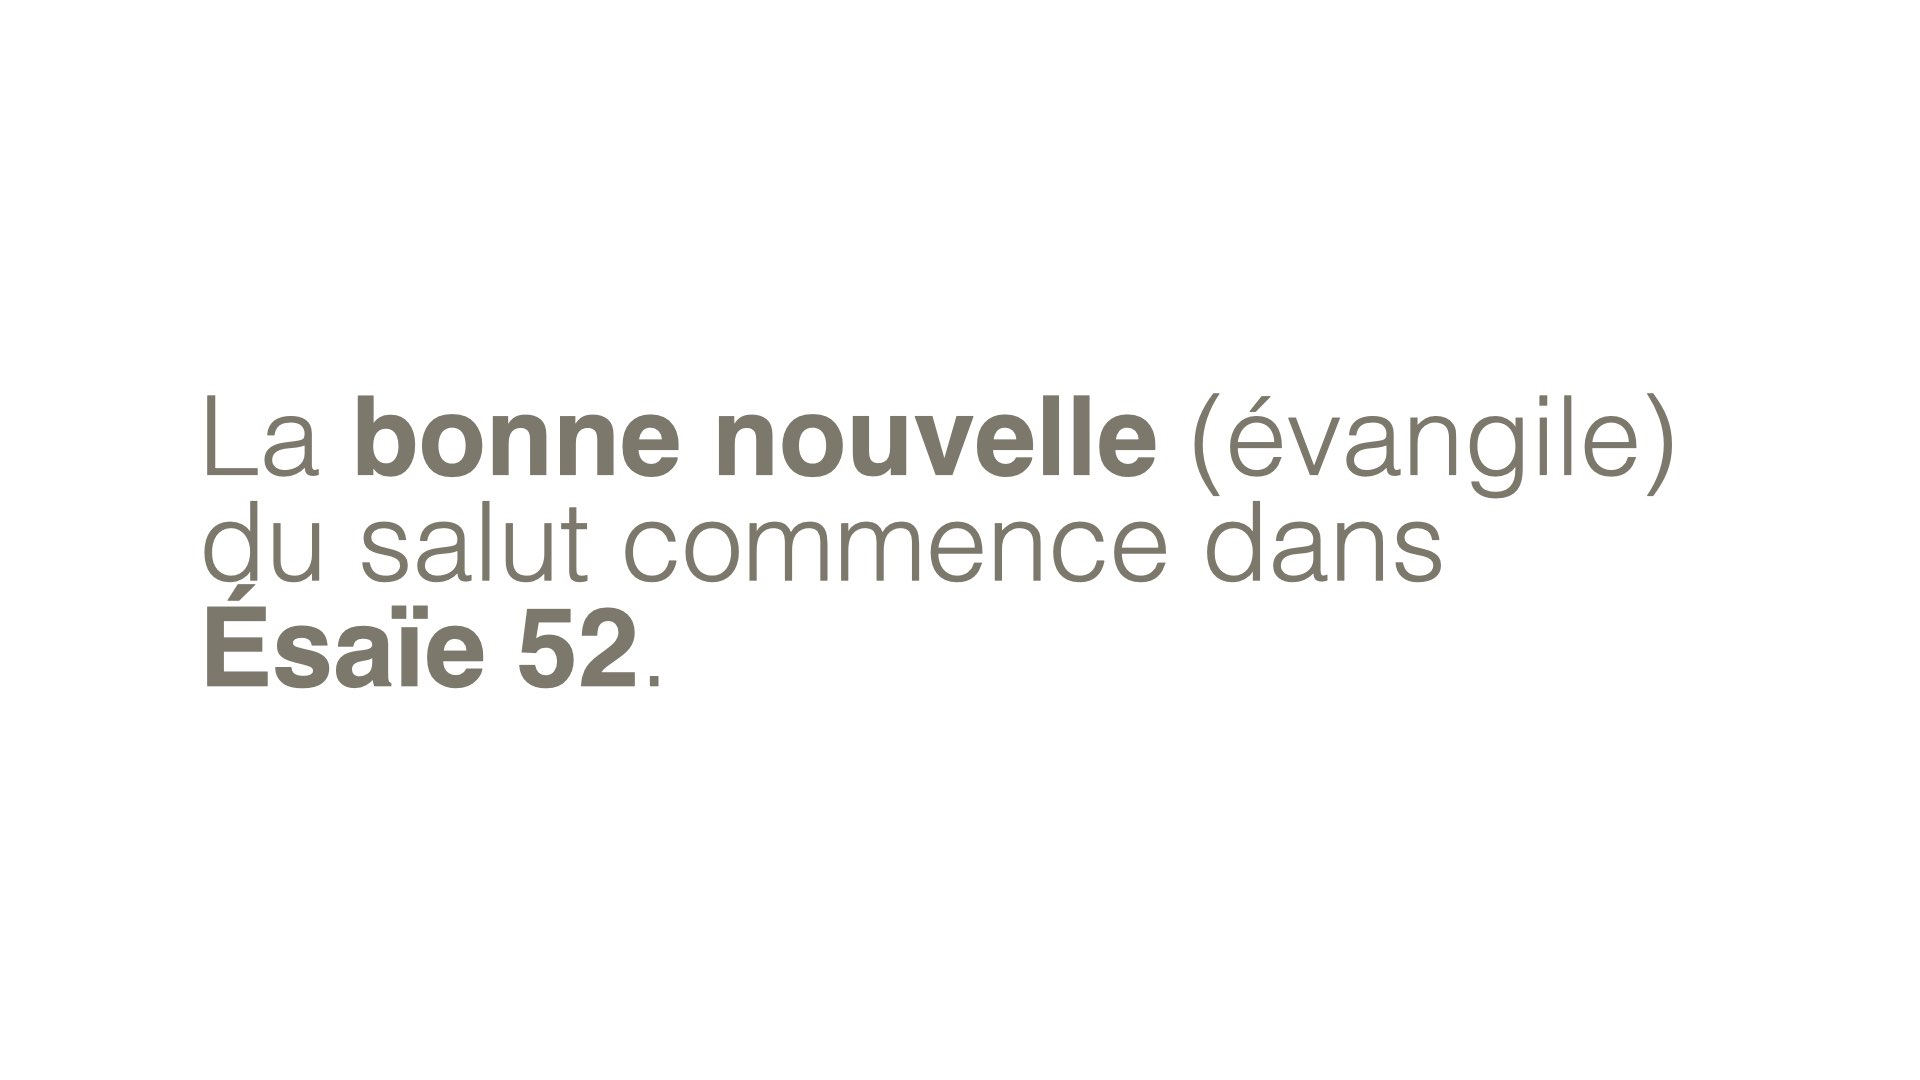 La bonne nouvelle (évangile)
du salut commence dans
Ésaïe 52.